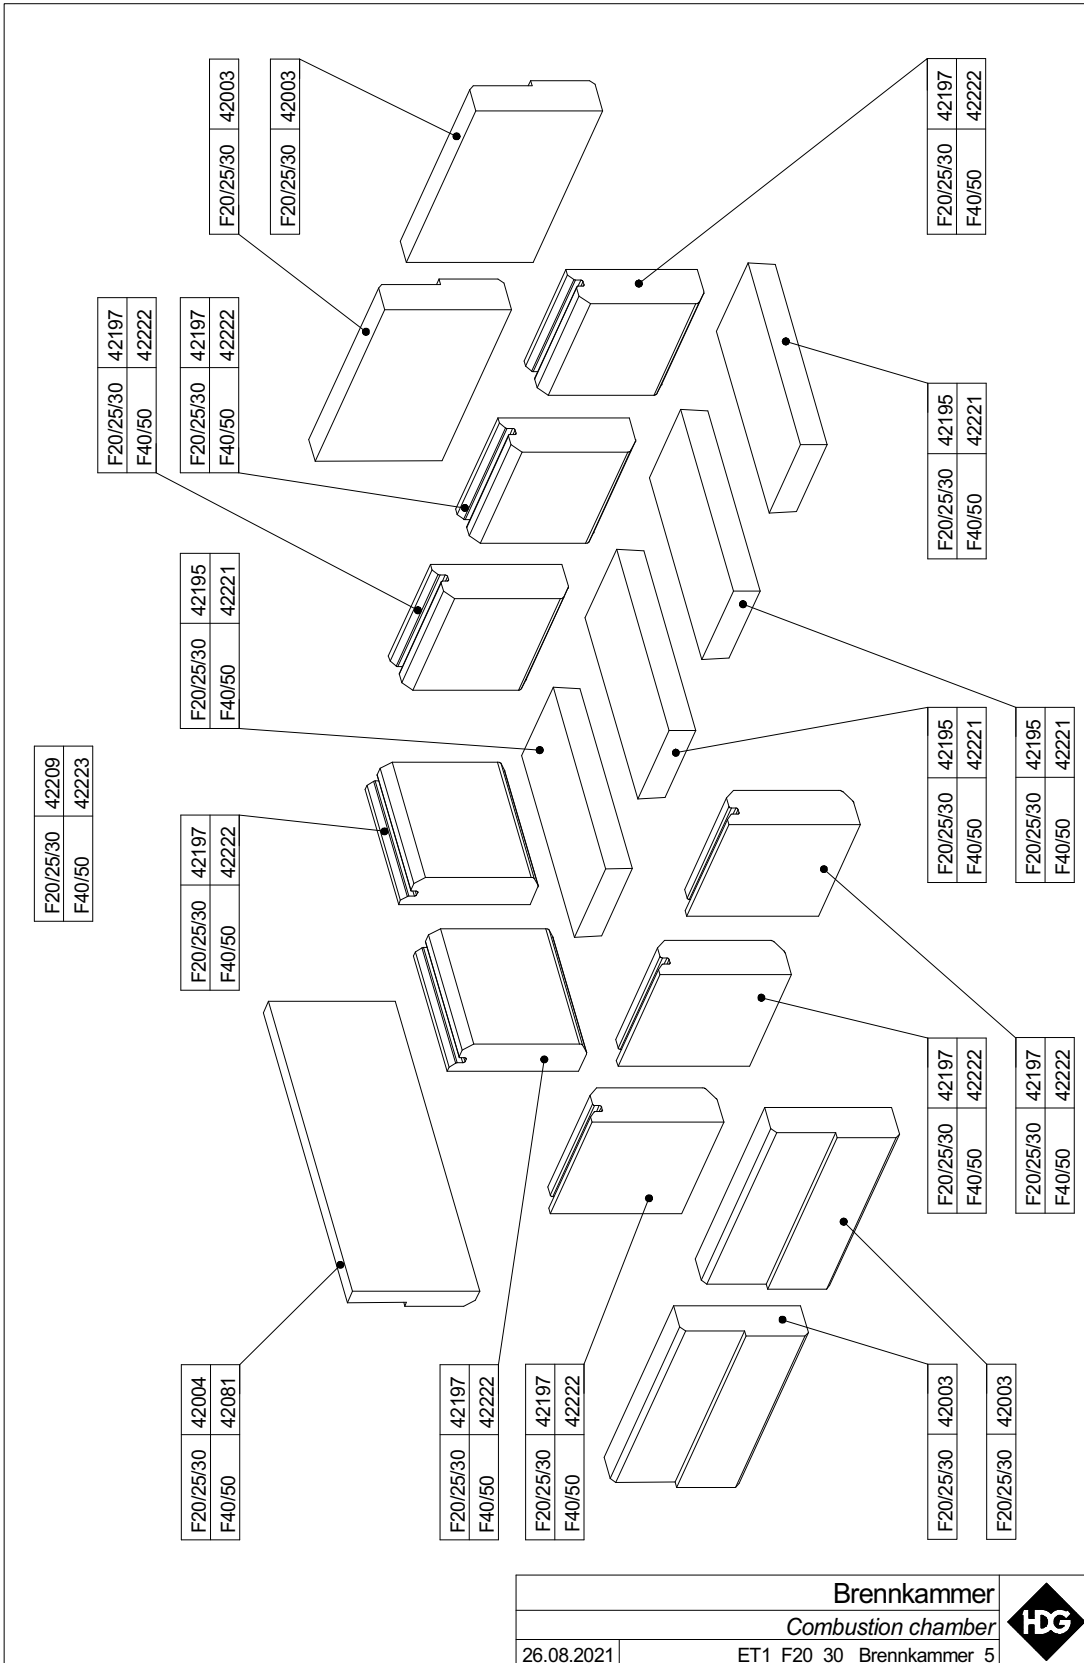 F20/25/30 42003
F20/25/30 42003
F20/25/30 42197
F40/50 42222
F20/25/30 42197
F40/50 42222
F20/25/30 42197
F40/50 42222
F20/25/30 42195
F40/50 42221
F20/25/30 42195
F40/50 42221
F20/25/30 42209
F40/50 42223
F20/25/30 42197
F40/50 42222
F20/25/30 42195
F40/50 42221
F20/25/30 42195
F40/50 42221
F20/25/30 42197
F40/50 42222
F20/25/30 42197
F40/50 42222
F20/25/30 42004
F40/50 42081
F20/25/30 42197
F40/50 42222
F20/25/30 42197
F40/50 42222
F20/25/30 42003
F20/25/30 42003
Brennkammer
Combustion chamber
26.08.2021 ET1 F20 30 Brennkammer 5
HDG